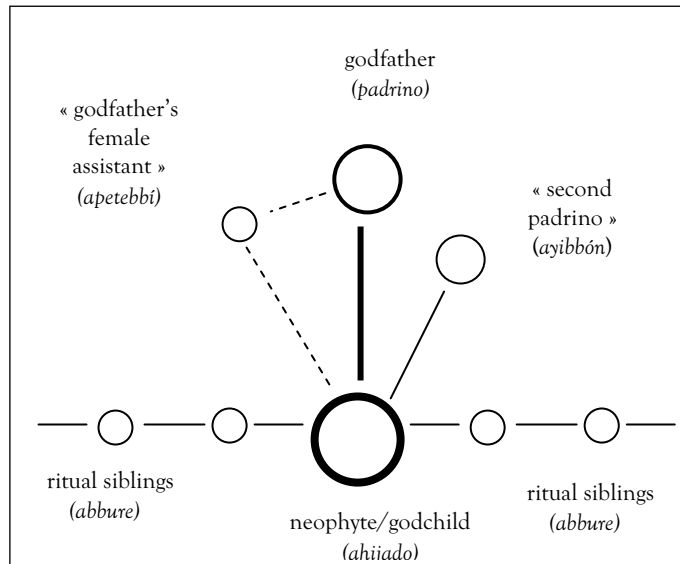 godfather
(padrino)
« godfather's
female
assistant »
(apetebbí)
« second
padrino »
(ayibbón)
ritual siblings
(abbure)
neophyte/godchild
(ahijado)
ritual siblings
(abbure)